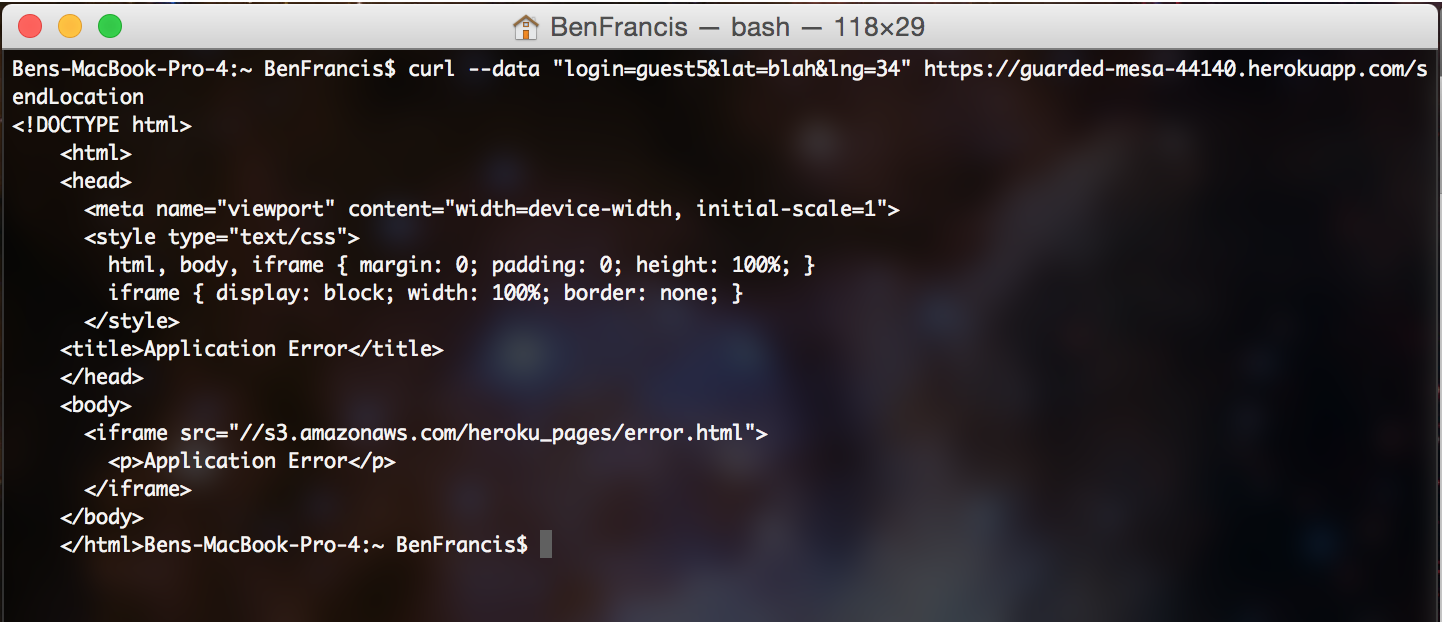 BenFrancis — bash — 118×29
Bens-MacBook-Pro-4:~ BenFrancis$ curl --data "login=guest5&lat=blah&lng=34" https://guarded-mesa-44140.herokuapp.com/s
endLocation
<!DOCTYPE html>
    <html>
    <head>
      <meta name="viewport" content="width=device-width, initial-scale=1">
      <style type="text/css">
        html, body, iframe { margin: 0; padding: 0; height: 100%; }
        iframe { display: block; width: 100%; border: none; }
      </style>
    <title>Application Error</title>
    </head>
    <body>
      <iframe src="//s3.amazonaws.com/heroku_pages/error.html">
        <p>Application Error</p>
      </iframe>
    </body>
    </html>Bens-MacBook-Pro-4:~ BenFrancis$